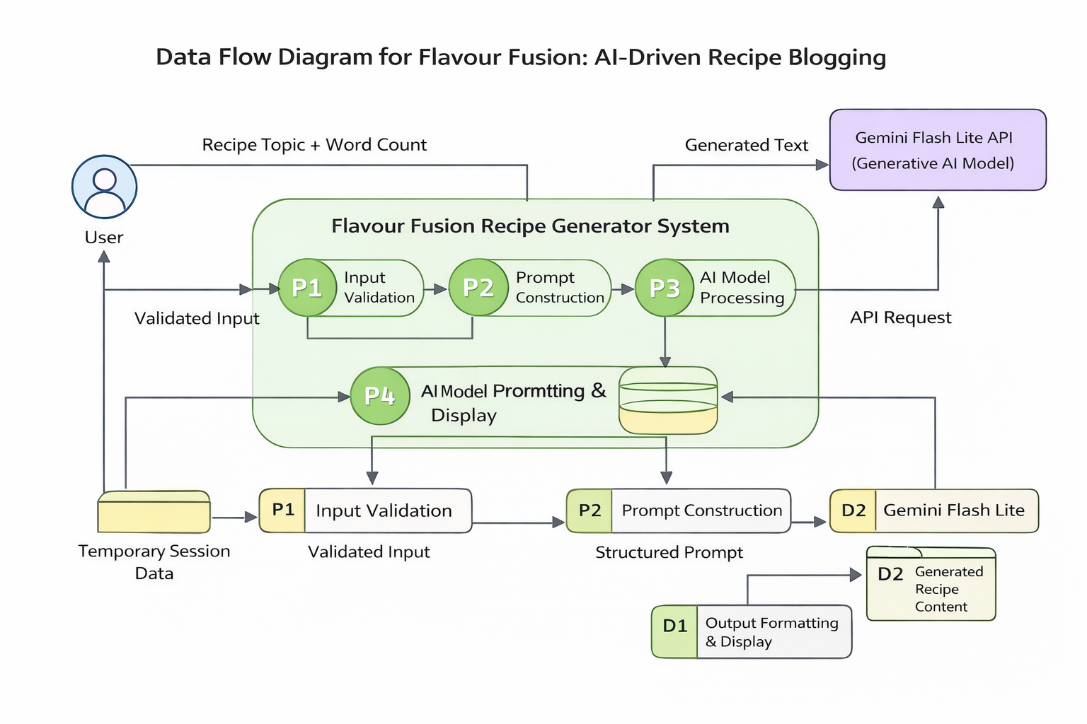 Data Flow Diagram for Flavour Fusion: AI-Driven Recipe Blogging
Recipe Topic + Word Count
Generated Text
Gemini Flash Lite API
(Generative AI Model)
User
Flavour Fusion Recipe Generator System
P1
Input
Validation
P2
Prompt
Construction
P3
AI Model
Processing
Validated Input
API Request
P4
AI Model Prormtting &
Display
P1
Input Validation
P2
Prompt Construction
D2
Gemini Flash Lite
Temporary Session
Data
Validated Input
Structured Prompt
D2
Generated
Recipe
Content
D1
Output Formatting
& Display